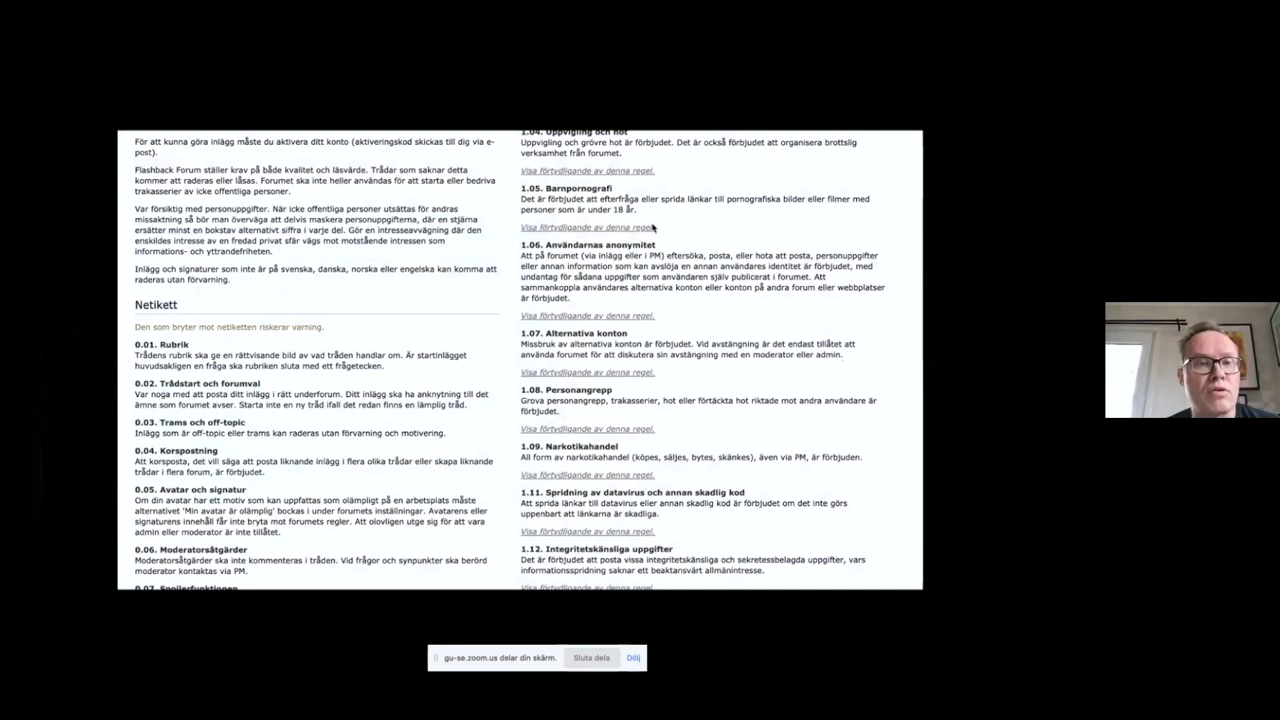 För att kunna göra inlägg måste du aktivera ditt konto (aktiveringskod skickas till dig via e-
post).
Flashback Forum ställer krav på både kvalitet och läsvärde. Trådar som saknar detta
kommer att raderas eller låsas. Forumet ska inte heller användas för att starta eller bedriva
trakasserier av icke offentliga personer.
Var försiktig med personuppgifter. När icke offentliga personer utsättas för andras
missaktning så bör man överväga att delvis maskera personuppgifterna, där en stjärna
ersätter minst en bokstav alternativt siffra i varje del. Gör en intresseavvägning där den
enskildes intresse av en fredad privat sfär vägs mot motstående intressen som
informations- och yttrandefriheten.
Inlägg och signaturer som inte är på svenska, danska, norska eller engelska kan komma att
raderas utan förvarning.
Netikett
Den som bryter mot netiketten riskerar varning.
0.01. Rubrik
Trådens rubrik ska ge en rättvisande bild av vad tråden handlar om. Är startinlägget
huvudsakligen en fråga ska rubriken sluta med ett frågetecken.
0.02. Trådstart och forumval
Var noga med att posta ditt inlägg i rätt underforum. Ditt inlägg ska ha anknytning till det
ämne som forumet avser. Starta inte en ny tråd ifall det redan finns en lämplig tråd.
0.03. Trams och off-topic
Inlägg som är off-topic eller trams kan raderas utan förvarning och motivering.
0.04. Korspostning
Att korsposta, det vill säga att posta liknande inlägg i flera olika trådar eller skapa liknande
trådar i flera forum, är förbjudet.
0.05. Avatar och signatur
Om din avatar har ett motiv som kan uppfattas som olämpligt på en arbetsplats måste
alternativet 'Min avatar är olämplig' bockas i under forumets inställningar. Avatarens eller
signaturens innehåll får inte bryta mot forumets regler. Att olovligen utge sig för att vara
admin eller moderator är inte tillåtet.
0.06. Moderatorsåtgärder
Moderatorsåtgärder ska inte kommenteras i tråden. Vid frågor och synpunkter ska berörd
moderator kontaktas via PM.
0.07. Spoilerfunktionen
1.04. Uppvigling och hot
Uppvigling och grövre hot är förbjudet. Det är också förbjudet att organisera brottslig
verksamhet från forumet.
Visa förtydligande av denna regel.
1.05. Barnpornografi
Det är förbjudet att efterfråga eller sprida länkar till pornografiska bilder eller filmer med
personer som är under 18 år.
Visa förtydligande av denna regel.
1.06. Användarnas anonymitet
Att på forumet (via inlägg eller i PM) eftersöka, posta, eller hota att posta, personuppgifter
eller annan information som kan avslöja en annan användares identitet är förbjudet, med
undantag för sådana uppgifter som användaren själv publicerat i forumet. Att
sammankoppla användares alternativa konton eller konton på andra forum eller webbplatser
är förbjudet.
Visa förtydligande av denna regel.
1.07. Alternativa konton
Missbruk av alternativa konton är förbjudet. Vid avstängning är det endast tillåtet att
använda forumet för att diskutera sin avstängning med en moderator eller admin.
Visa förtydligande av denna regel.
1.08. Personangrepp
Grova personangrepp, trakasserier, hot eller förtäckta hot riktade mot andra användare är
förbjudet.
Visa förtydligande av denna regel.
1.09. Narkotikahandel
All form av narkotikahandel (köpes, säljes, bytes, skänkes), även via PM, är förbjuden.
Visa förtydligande av denna regel.
1.11. Spridning av datavirus och annan skadlig kod
Att sprida länkar till datavirus eller annan skadlig kod är förbjudet om det inte görs
uppenbart att länkarna är skadliga.
Visa förtydligande av denna regel.
1.12. Integritetskänsliga uppgifter
Det är förbjudet att posta vissa integritetskänsliga och sekretessbelagda uppgifter, vars
informationsspridning saknar ett beaktansvärt allmänintresse.
Visa förtydligande av denna regel.
gu-se.zoom.us delar din skärm.
Sluta dela
Dölj